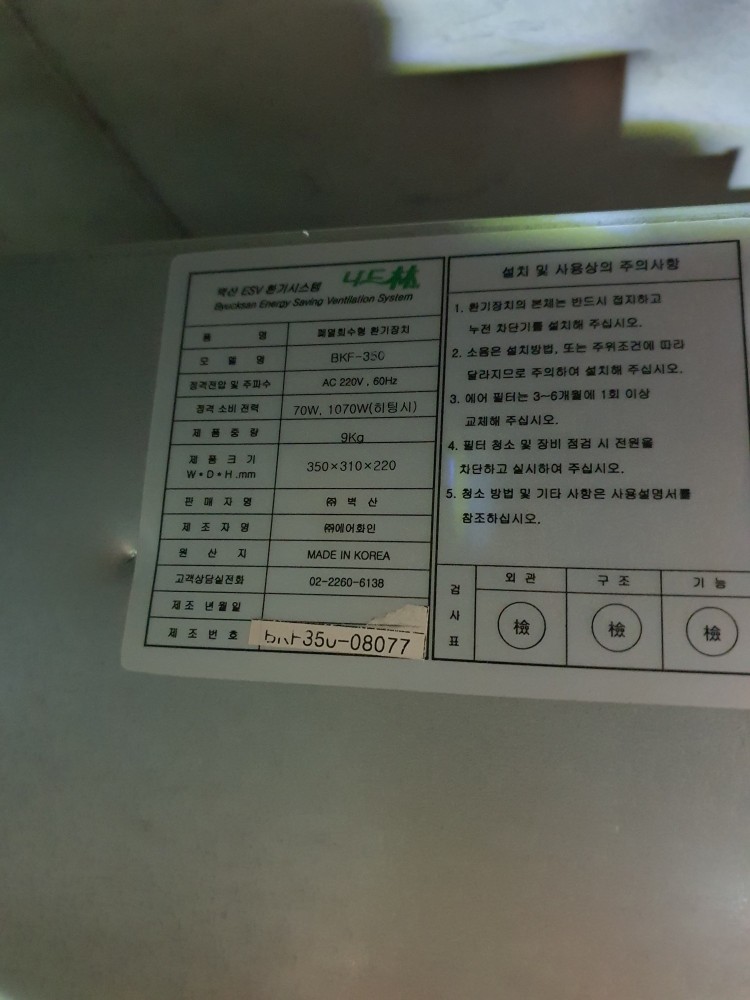 벽산 ESV 환기시스템
Byucksan Energy Saving Ventilation System
품 명 폐열회수형 환기장치
모 델 명 BKF-350
정격전압 및 주파수 AC 220V , 60Hz
정격 소비 전력 70W, 1070W(히팅시)
제 품 중 량 9Kg
제 품 크 기 350×310×220
W•D•H.mm
판 매 자 명 ㈜ 벽 산
제 조 자 명 ㈜에어화인
원 산 지 MADE IN KOREA
고객상담실전화 02-2260-6138
제 조 년 월 일
제 조 번 호 BKF350-08077
설치 및 사용상의 주의사항
1. 환기장치의 본체는 반드시 접지하고
누전 차단기를 설치해 주십시오.
2. 소음은 설치방법, 또는 주위조건에 따라
달라지므로 주의하여 설치해 주십시오.
3. 에어 필터는 3~6개월에 1회 이상
교체해 주십시오.
4. 필터 청소 및 장비 점검 시 전원을
차단하고 실시하여 주십시오.
5. 청소 방법 및 기타 사항은 사용설명서를
참조하십시오.
검 사 표
외 관 구 조 기 능
檢 檢 檢